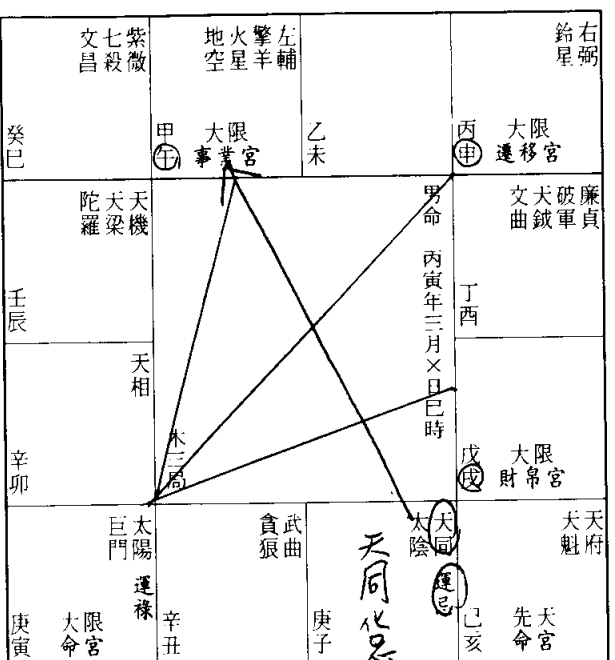 紫微
七殺
文昌
癸巳
左輔
擎羊
火星
地空
甲午
大限
事業宮
乙未
右弼
鈴星
丙申
大限
遷移宮
天機
天梁
陀羅
壬辰
男命 丙寅年三月×日巳時
廉貞
破軍
天鉞
文曲
丁酉
天相
辛卯
木三局
戊戌
大限
財帛宮
太陽
巨門
運祿
庚寅
大限
命宮
武曲
貪狼
辛丑
天同
太陰
運忌
天同化忌
庚子
天府
天魁
己亥
先天
命宮